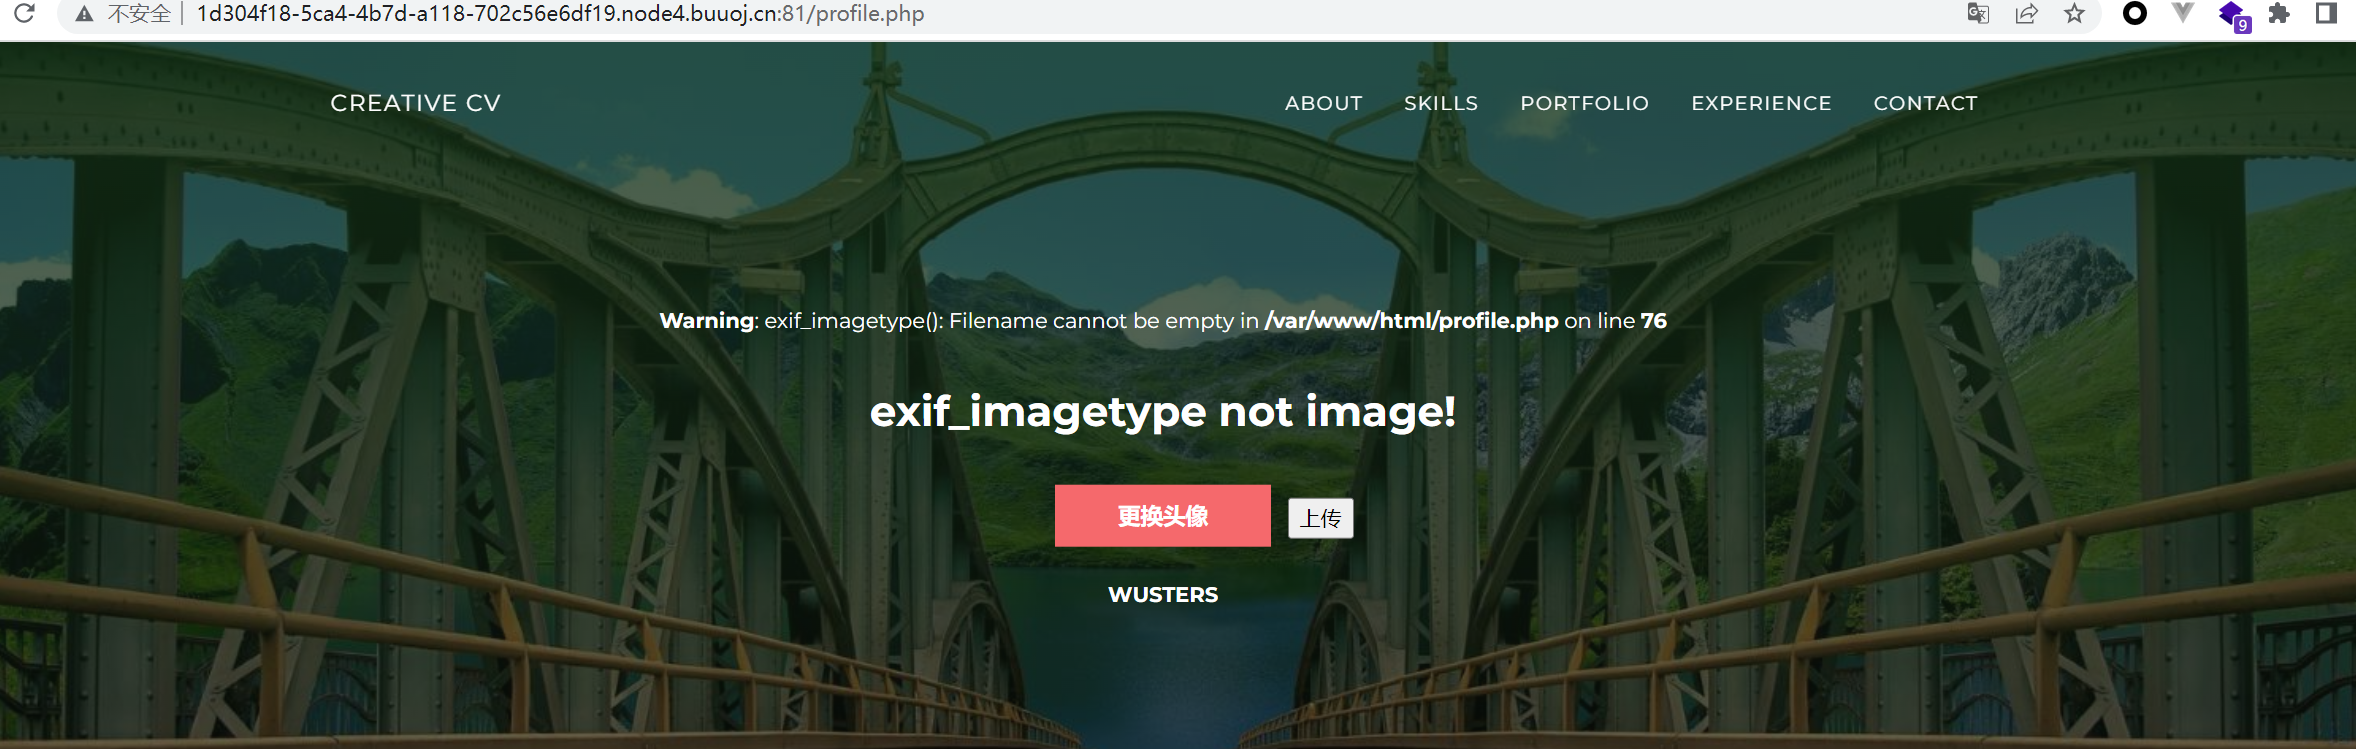 不安全 1d304f18-5ca4-4b7d-a118-702c56e6df19.node4.buuoj.cn:81/profile.php
9
CREATIVE CV ABOUT SKILLS PORTFOLIO EXPERIENCE CONTACT
Warning: exif_imagetype(): Filename cannot be empty in /var/www/html/profile.php on line 76
exif_imagetype not image!
更换头像 上传
WUSTERS